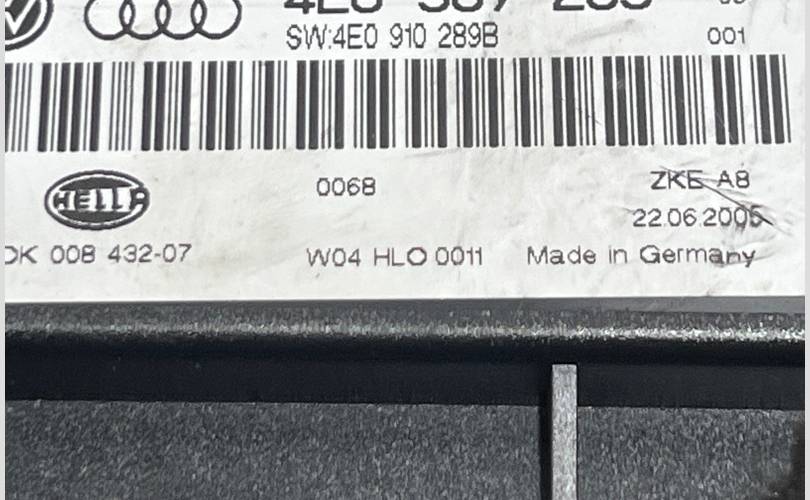 SW:4E0 910 289B
001
HELLA
0068
ZKE A8
22.06.2005
008 432-07
W04 HLO 0011
Made in Germany